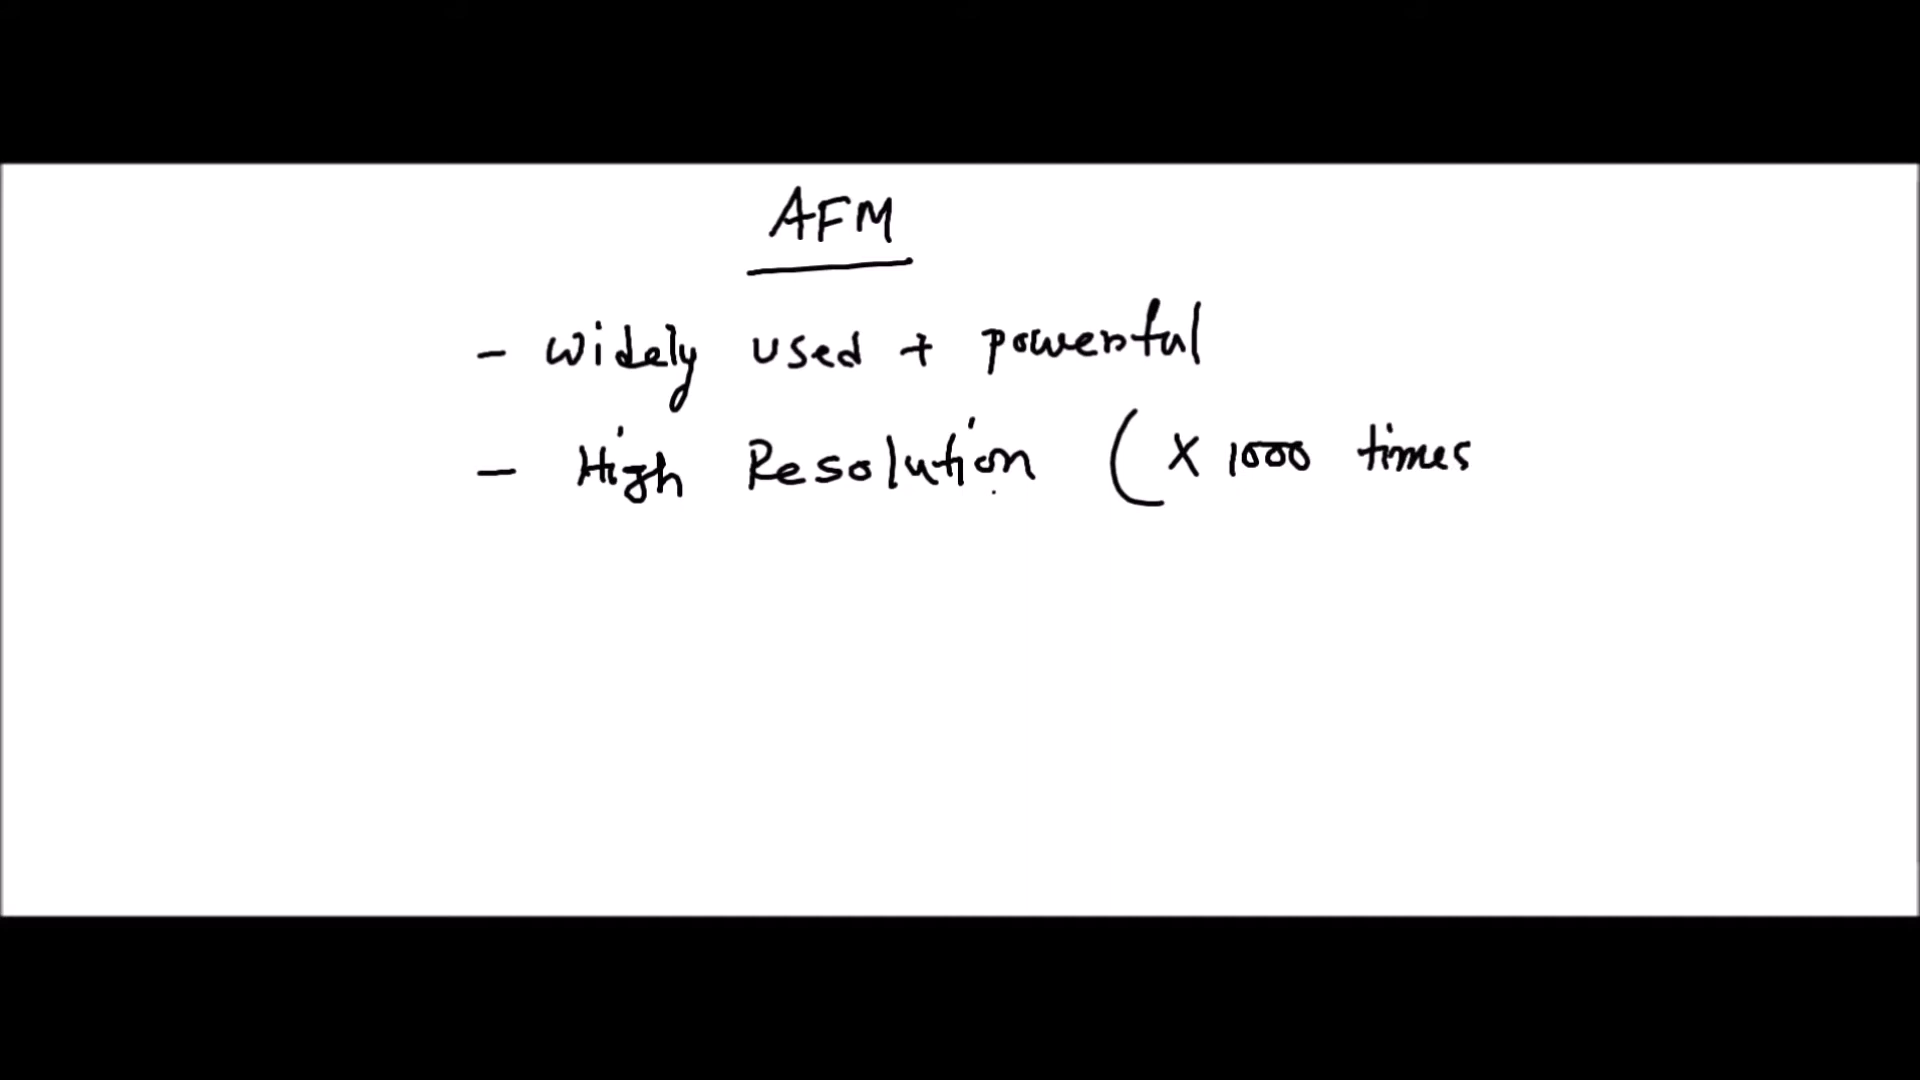 AFM
- Widely used + powerful
- High Resolution ( X 1000 times